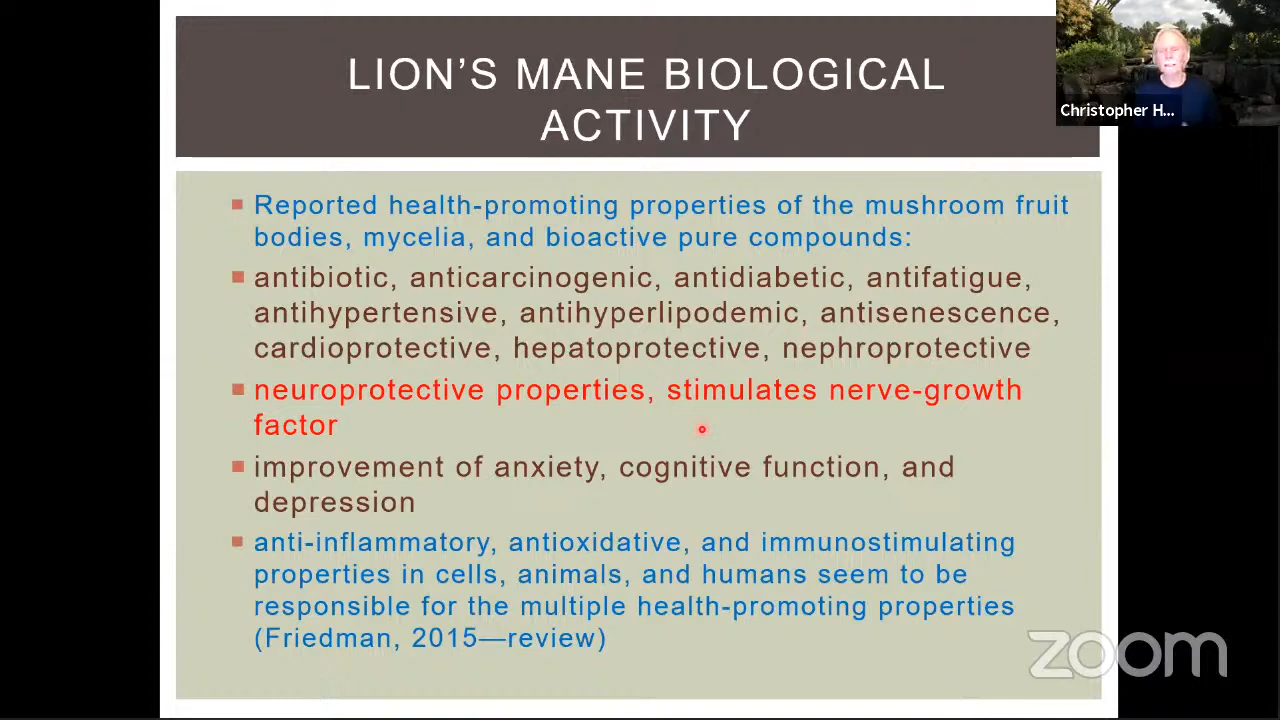 LION'S MANE BIOLOGICAL
ACTIVITY
Christopher H...
Reported health-promoting properties of the mushroom fruit
bodies, mycelia, and bioactive pure compounds:
antibiotic, anticarcinogenic, antidiabetic, antifatigue,
antihypertensive, antihyperlipodemic, antisenescence,
cardioprotective, hepatoprotective, nephroprotective
neuroprotective properties, stimulates nerve-growth
factor
improvement of anxiety, cognitive function, and
depression
anti-inflammatory, antioxidative, and immunostimulating
properties in cells, animals, and humans seem to be
responsible for the multiple health-promoting properties
(Friedman, 2015—review)
zoom